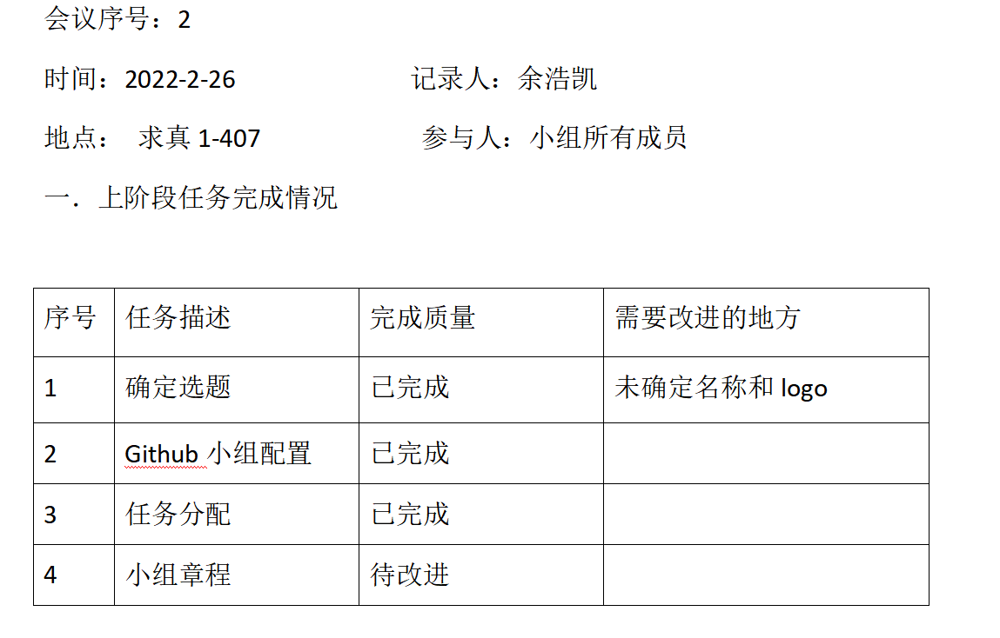 会议序号：2
时间：2022-2-26 记录人：余浩凯
地点： 求真 1-407 参与人：小组所有成员
一．上阶段任务完成情况
序号 任务描述 完成质量 需要改进的地方
1 确定选题 已完成 未确定名称和 logo
2 Github 小组配置 已完成
3 任务分配 已完成
4 小组章程 待改进